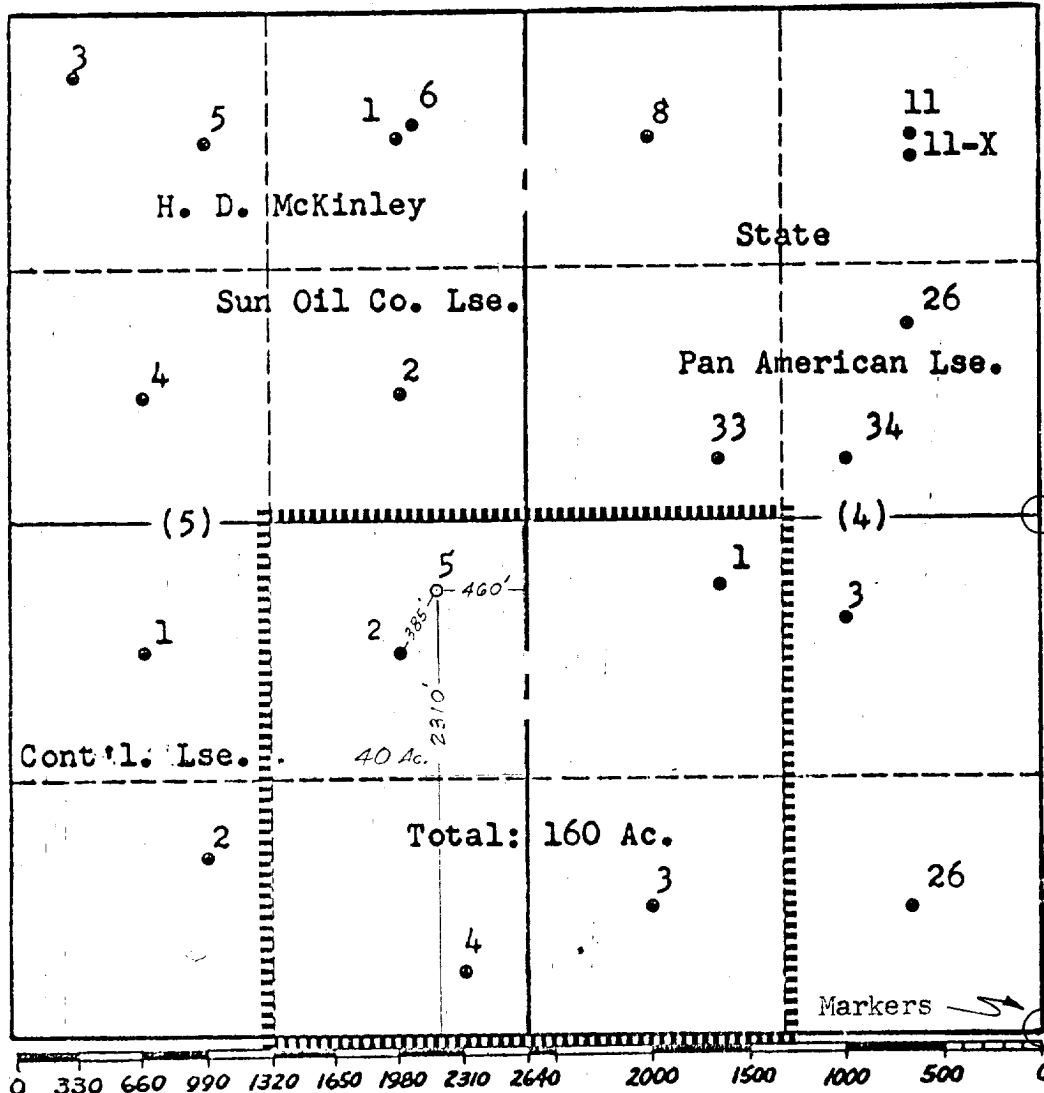 3
6
1
8
11
5
11-X
H. D. McKinley
State
Sun Oil Co. Lse.
26
Pan American Lse.
4
2
33
34
(5)
(4)
5
460'
1
385'
3
1
2
2310'
Cont'l. Lse.
40 Ac.
Total: 160 Ac.
2
3
26
4
Markers
0 330 660 990 1320 1650 1980 2310 2640 2000 1500 1000 500 0